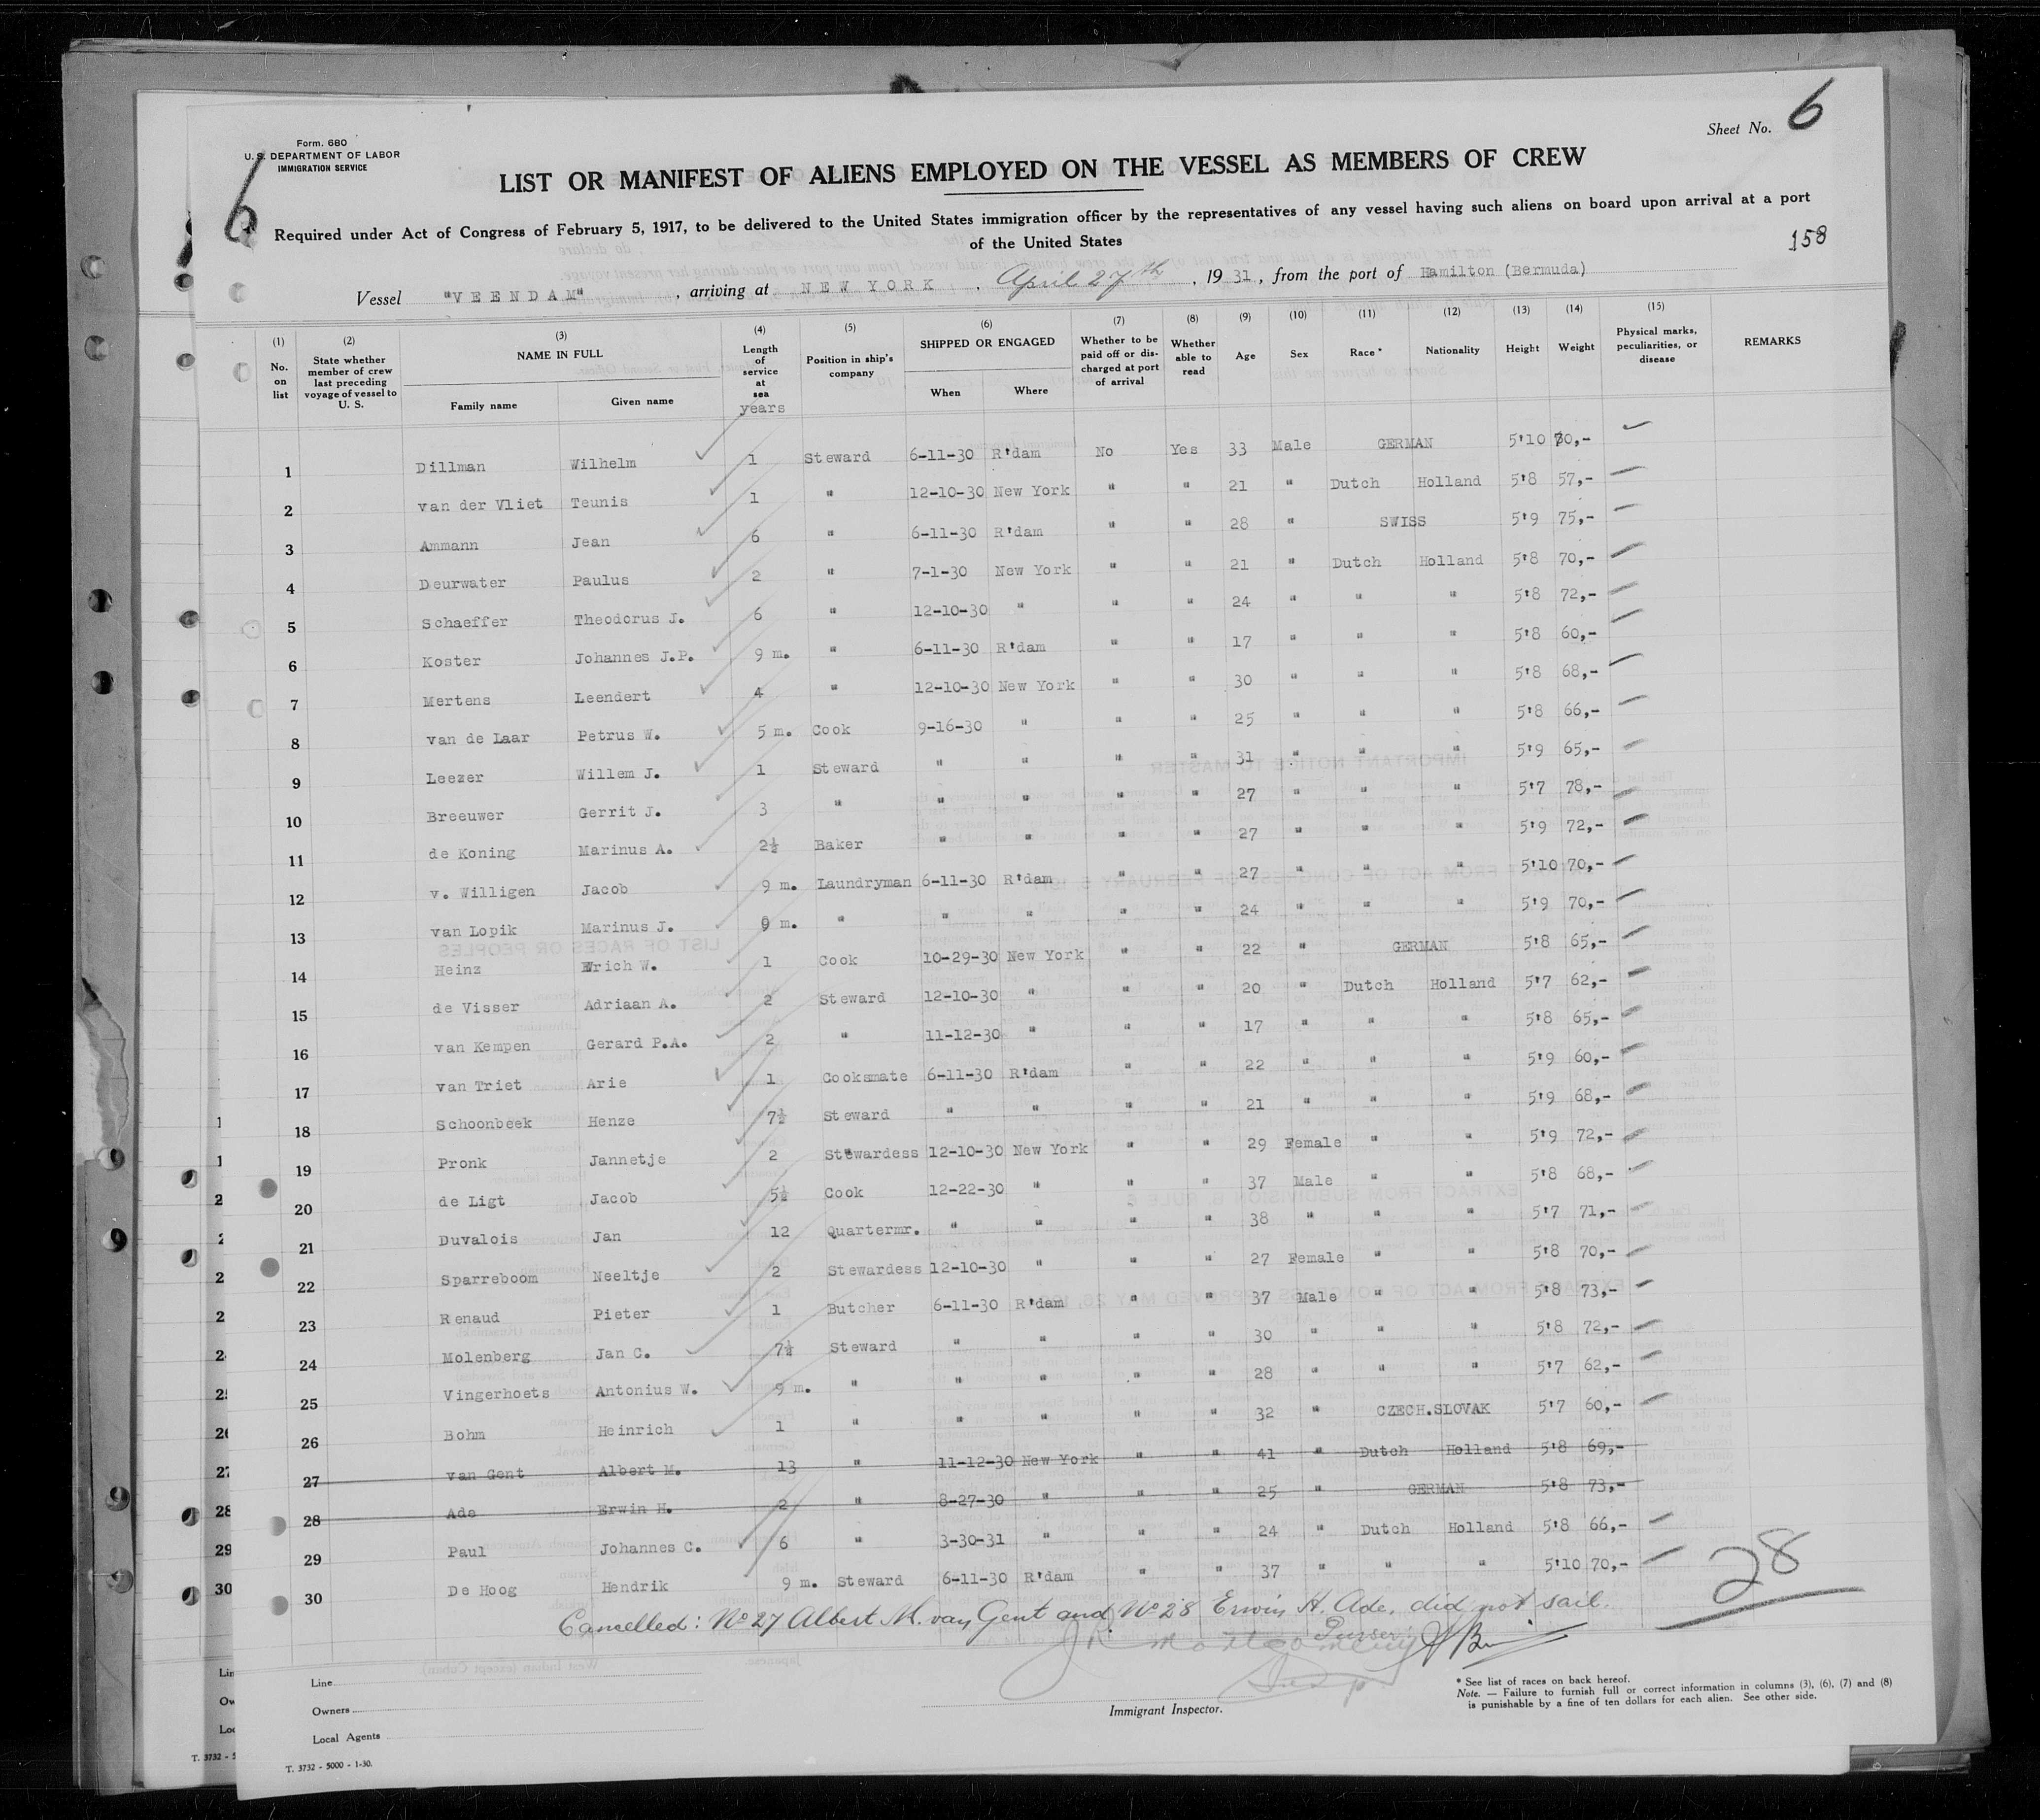 Form. 680
U. S. DEPARTMENT OF LABOR
IMMIGRATION SERVICE
Sheet No. 6
6
LIST OR MANIFEST OF ALIENS EMPLOYED ON THE VESSEL AS MEMBERS OF CREW
Required under Act of Congress of February 5, 1917, to be delivered to the United States immigration officer by the representatives of any vessel having such aliens on board upon arrival at a port
of the United States
158
Vessel "VEENDAM", arriving at NEW YORK, April 27th, 1931, from the port of Hamilton (Bermuda)
(1) No. on list (2) State whether member of crew last preceding voyage of vessel to U. S. (3) NAME IN FULL Family name Given name (4) Length of service at sea years (5) Position in ship's company (6) SHIPPED OR ENGAGED When Where (7) Whether to be paid off or discharged at port of arrival (8) Whether able to read (9) Age (10) Sex (11) Race * (12) Nationality (13) Height (14) Weight (15) Physical marks, peculiarities, or disease REMARKS
1 Dillman Wilhelm 1 Steward 6-11-30 R'dam No Yes 33 Male GERMAN 5'10 70,-
2 van der Vliet Teunis 1 " 12-10-30 New York " " 21 " Dutch Holland 5'8 57,-
3 Ammann Jean 6 " 6-11-30 R'dam " " 28 " SWISS 5'9 75,-
4 Deurwater Paulus 2 " 7-1-30 New York " " 21 " Dutch Holland 5'8 70,-
5 Schaeffer Theodorus J. 6 " 12-10-30 " " " 24 " " " 5'8 72,-
6 Koster Johannes J.P. 9 m. " 6-11-30 R'dam " " 17 " " " 5'8 60,-
7 Mertens Leendert 4 " 12-10-30 New York " " 30 " " " 5'8 68,-
8 van de Laar Petrus W. 5 m. Cook 9-16-30 " " " 25 " " " 5'8 66,-
9 Leezer Willem J. 1 Steward " " " " 31 " " " 5'9 65,-
10 Breeuwer Gerrit J. 3 " " " " " 27 " " " 5'7 78,-
11 de Koning Marinus A. 2½ Baker " " " " 27 " " " 5'9 72,-
12 v. Willigen Jacob 9 m. Laundryman 6-11-30 R'dam " " 27 " " " 5'10 70,-
13 van Lopik Marinus J. 9 m. " " " " " 24 " " " 5'9 70,-
14 Heinz Erich W. 1 Cook 10-29-30 New York " " 22 " GERMAN 5'8 65,-
15 de Visser Adriaan A. 2 Steward 12-10-30 " " " 20 " Dutch Holland 5'7 62,-
16 van Kempen Gerard P.A. 2 " 11-12-30 " " " 17 " " " 5'8 65,-
17 van Triet Arie 1 Cooksmate 6-11-30 R'dam " " 22 " " " 5'9 60,-
18 Schoonbeek Henze 7½ Steward " " " " 21 " " " 5'9 68,-
19 Pronk Jannetje 2 Stewardess 12-10-30 New York " " 29 Female " " 5'9 72,-
20 de Ligt Jacob 5½ Cook 12-22-30 " " " 37 Male " " 5'8 68,-
21 Duvalois Jan 12 Quartermr. " " " " 38 " " " 5'7 71,-
22 Sparreboom Neeltje 2 Stewardess 12-10-30 " " " 27 Female " " 5'8 70,-
23 Renaud Pieter 1 Butcher 6-11-30 R'dam " " 37 Male " " 5'8 73,-
24 Molenberg Jan C. 7½ Steward " " " " 30 " " " 5'8 72,-
25 Vingerhoets Antonius W. 9 m. " " " " " 28 " " " 5'7 62,-
26 Bohm Heinrich 1 " " " " " 32 " CZECH.SLOVAK 5'7 60,-
27 van Gent Albert M. 13 " 11-12-30 New York " " 41 " Dutch Holland 5'8 69,-
28 Ade Erwin H. 2 " 8-27-30 " " " 25 " GERMAN 5'8 73,-
29 Paul Johannes C. 6 " 3-30-31 " " " 24 " Dutch Holland 5'8 66,-
30 De Hoog Hendrik 9 m. Steward 6-11-30 R'dam " " 37 " " " 5'10 70,-
28
Cancelled: No 27 Albert M. van Gent and No 28 Erwin H. Ade, did not sail.
Purser:
J R Montgomery
Insp
Line
Owners
Local Agents
Immigrant Inspector.
* See list of races on back hereof.
Note. — Failure to furnish full or correct information in columns (3), (6), (7) and (8)
is punishable by a fine of ten dollars for each alien. See other side.
T. 3732 - 5000 - 1-30.